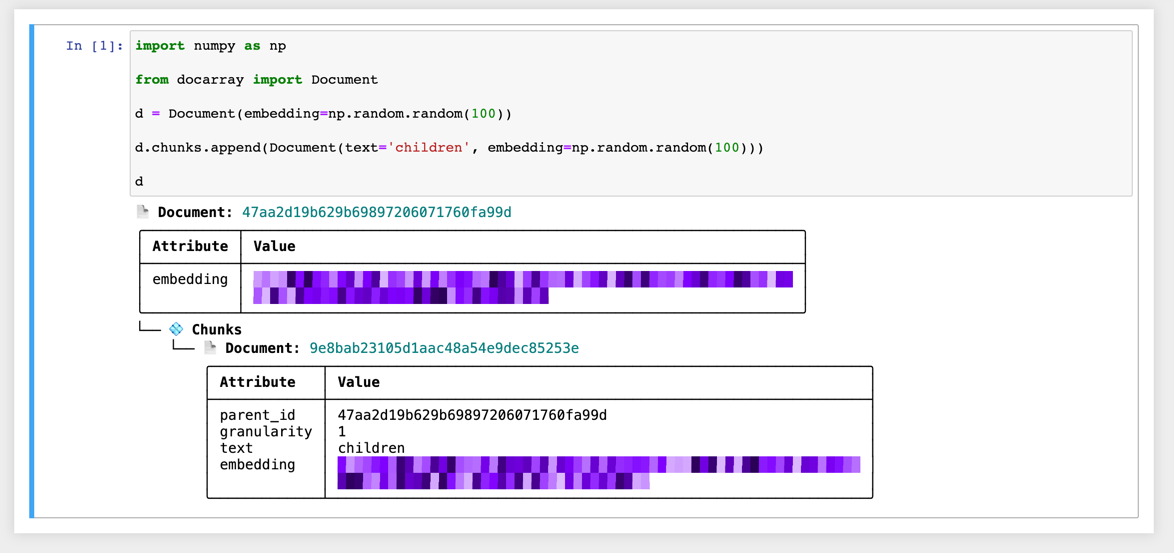 In [1]: import numpy as np
from docarray import Document
d = Document(embedding=np.random.random(100))
d.chunks.append(Document(text='children', embedding=np.random.random(100)))
d
Document: 47aa2d19b629b69897206071760fa99d
Attribute Value
embedding
Chunks
Document: 9e8bab23105d1aac48a54e9dec85253e
Attribute Value
parent_id 47aa2d19b629b69897206071760fa99d
granularity 1
text children
embedding